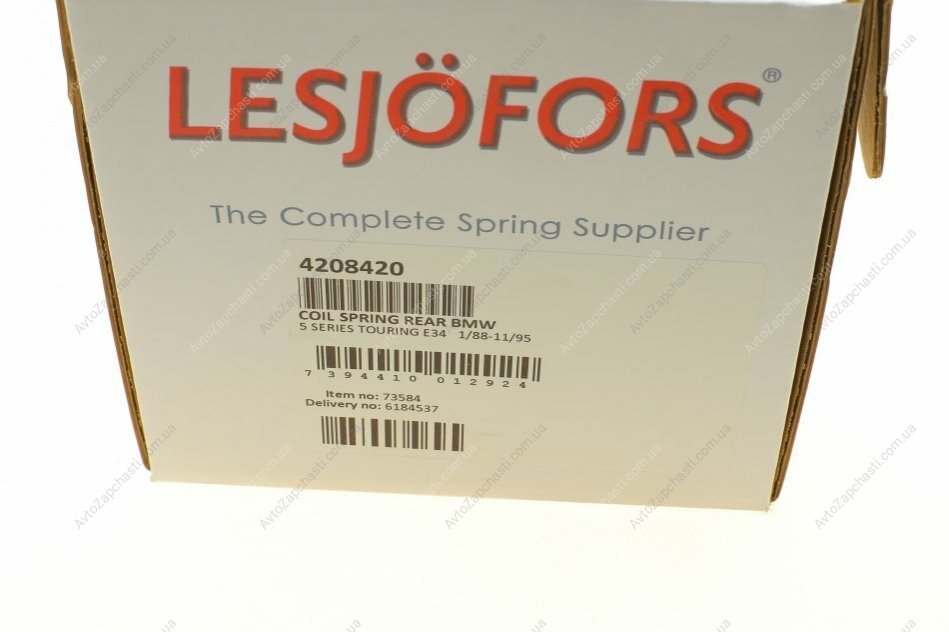 LESJÖFORS®
The Complete Spring Supplier
4208420
COIL SPRING REAR BMW
5 SERIES TOURING E34 1/88-11/95
7 394410 012924
Item no: 73584
Delivery no: 6184537
AvtoZapchasti.com.ua